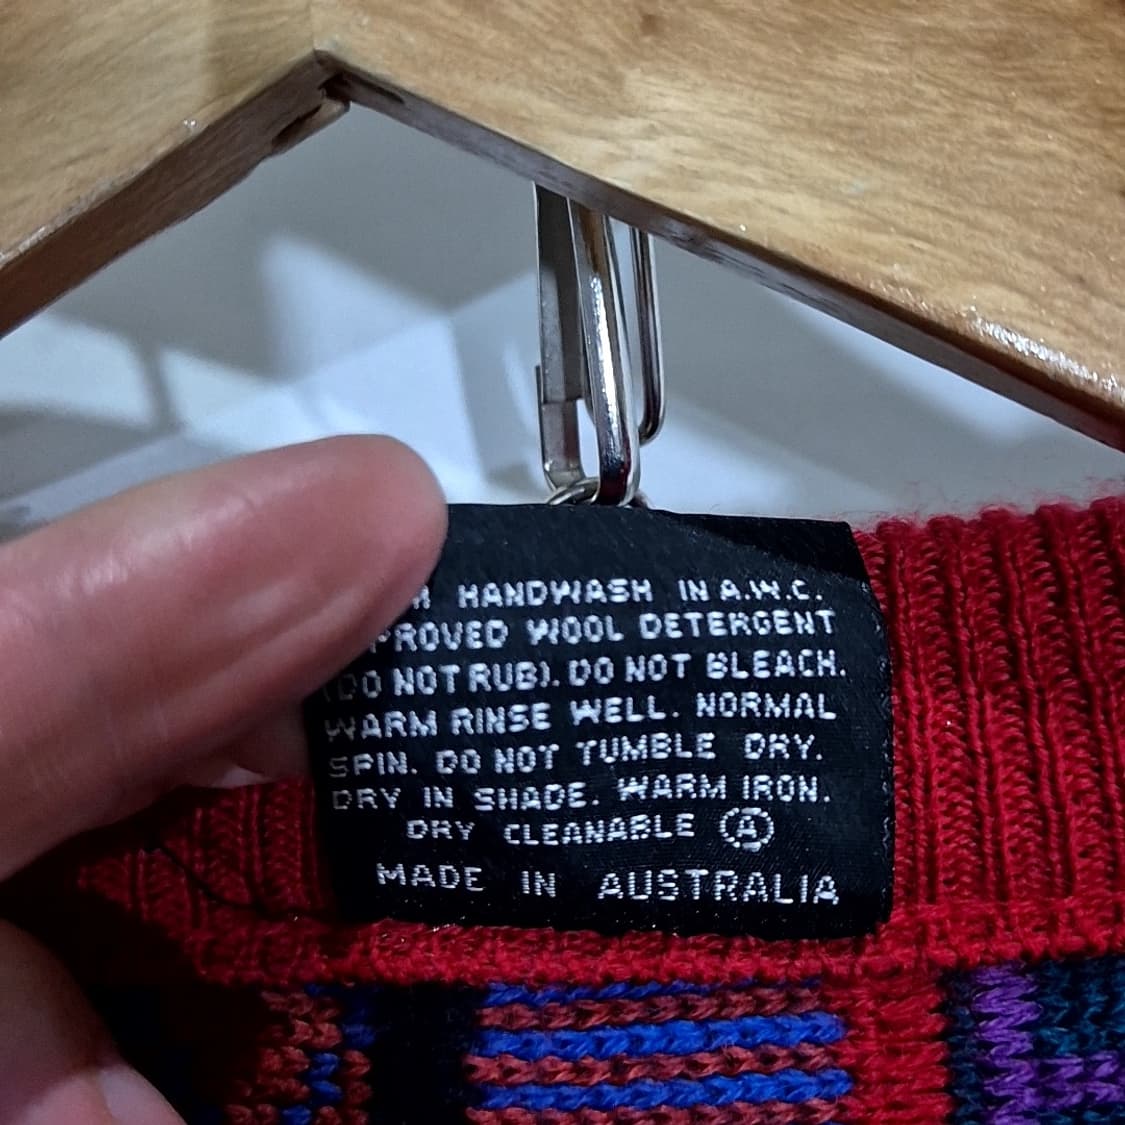 HANDWASH IN A.W.C.
PROVED WOOL DETERGENT
(DO NOT RUB). DO NOT BLEACH.
WARM RINSE WELL. NORMAL
SPIN. DO NOT TUMBLE DRY.
DRY IN SHADE. WARM IRON.
DRY CLEANABLE Ⓐ
MADE IN AUSTRALIA